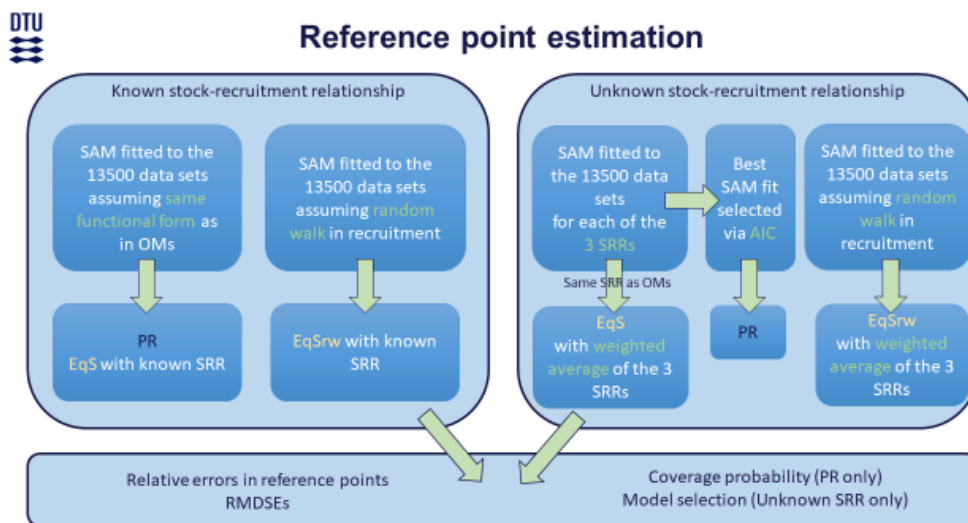 DTU
Reference point estimation
Known stock-recruitment relationship
SAM fitted to the
13500 data sets
assuming same
functional form as
in OMs
SAM fitted to the
13500 data sets
assuming random
walk in recruitment
PR
EqS with known SRR
EqSrw with known
SRR
Unknown stock-recruitment relationship
SAM fitted to
the 13500 data
sets
for each of the
3 SRRs
Best
SAM fit
selected
via AIC
SAM fitted to the
13500 data sets
assuming random
walk in
recruitment
Same SRR as OMs
EqS
with weighted
average of the 3
SRRs
PR
EqSrw
with weighted
average of the 3
SRRs
Relative errors in reference points
RMDSEs
Coverage probability (PR only)
Model selection (Unknown SRR only)